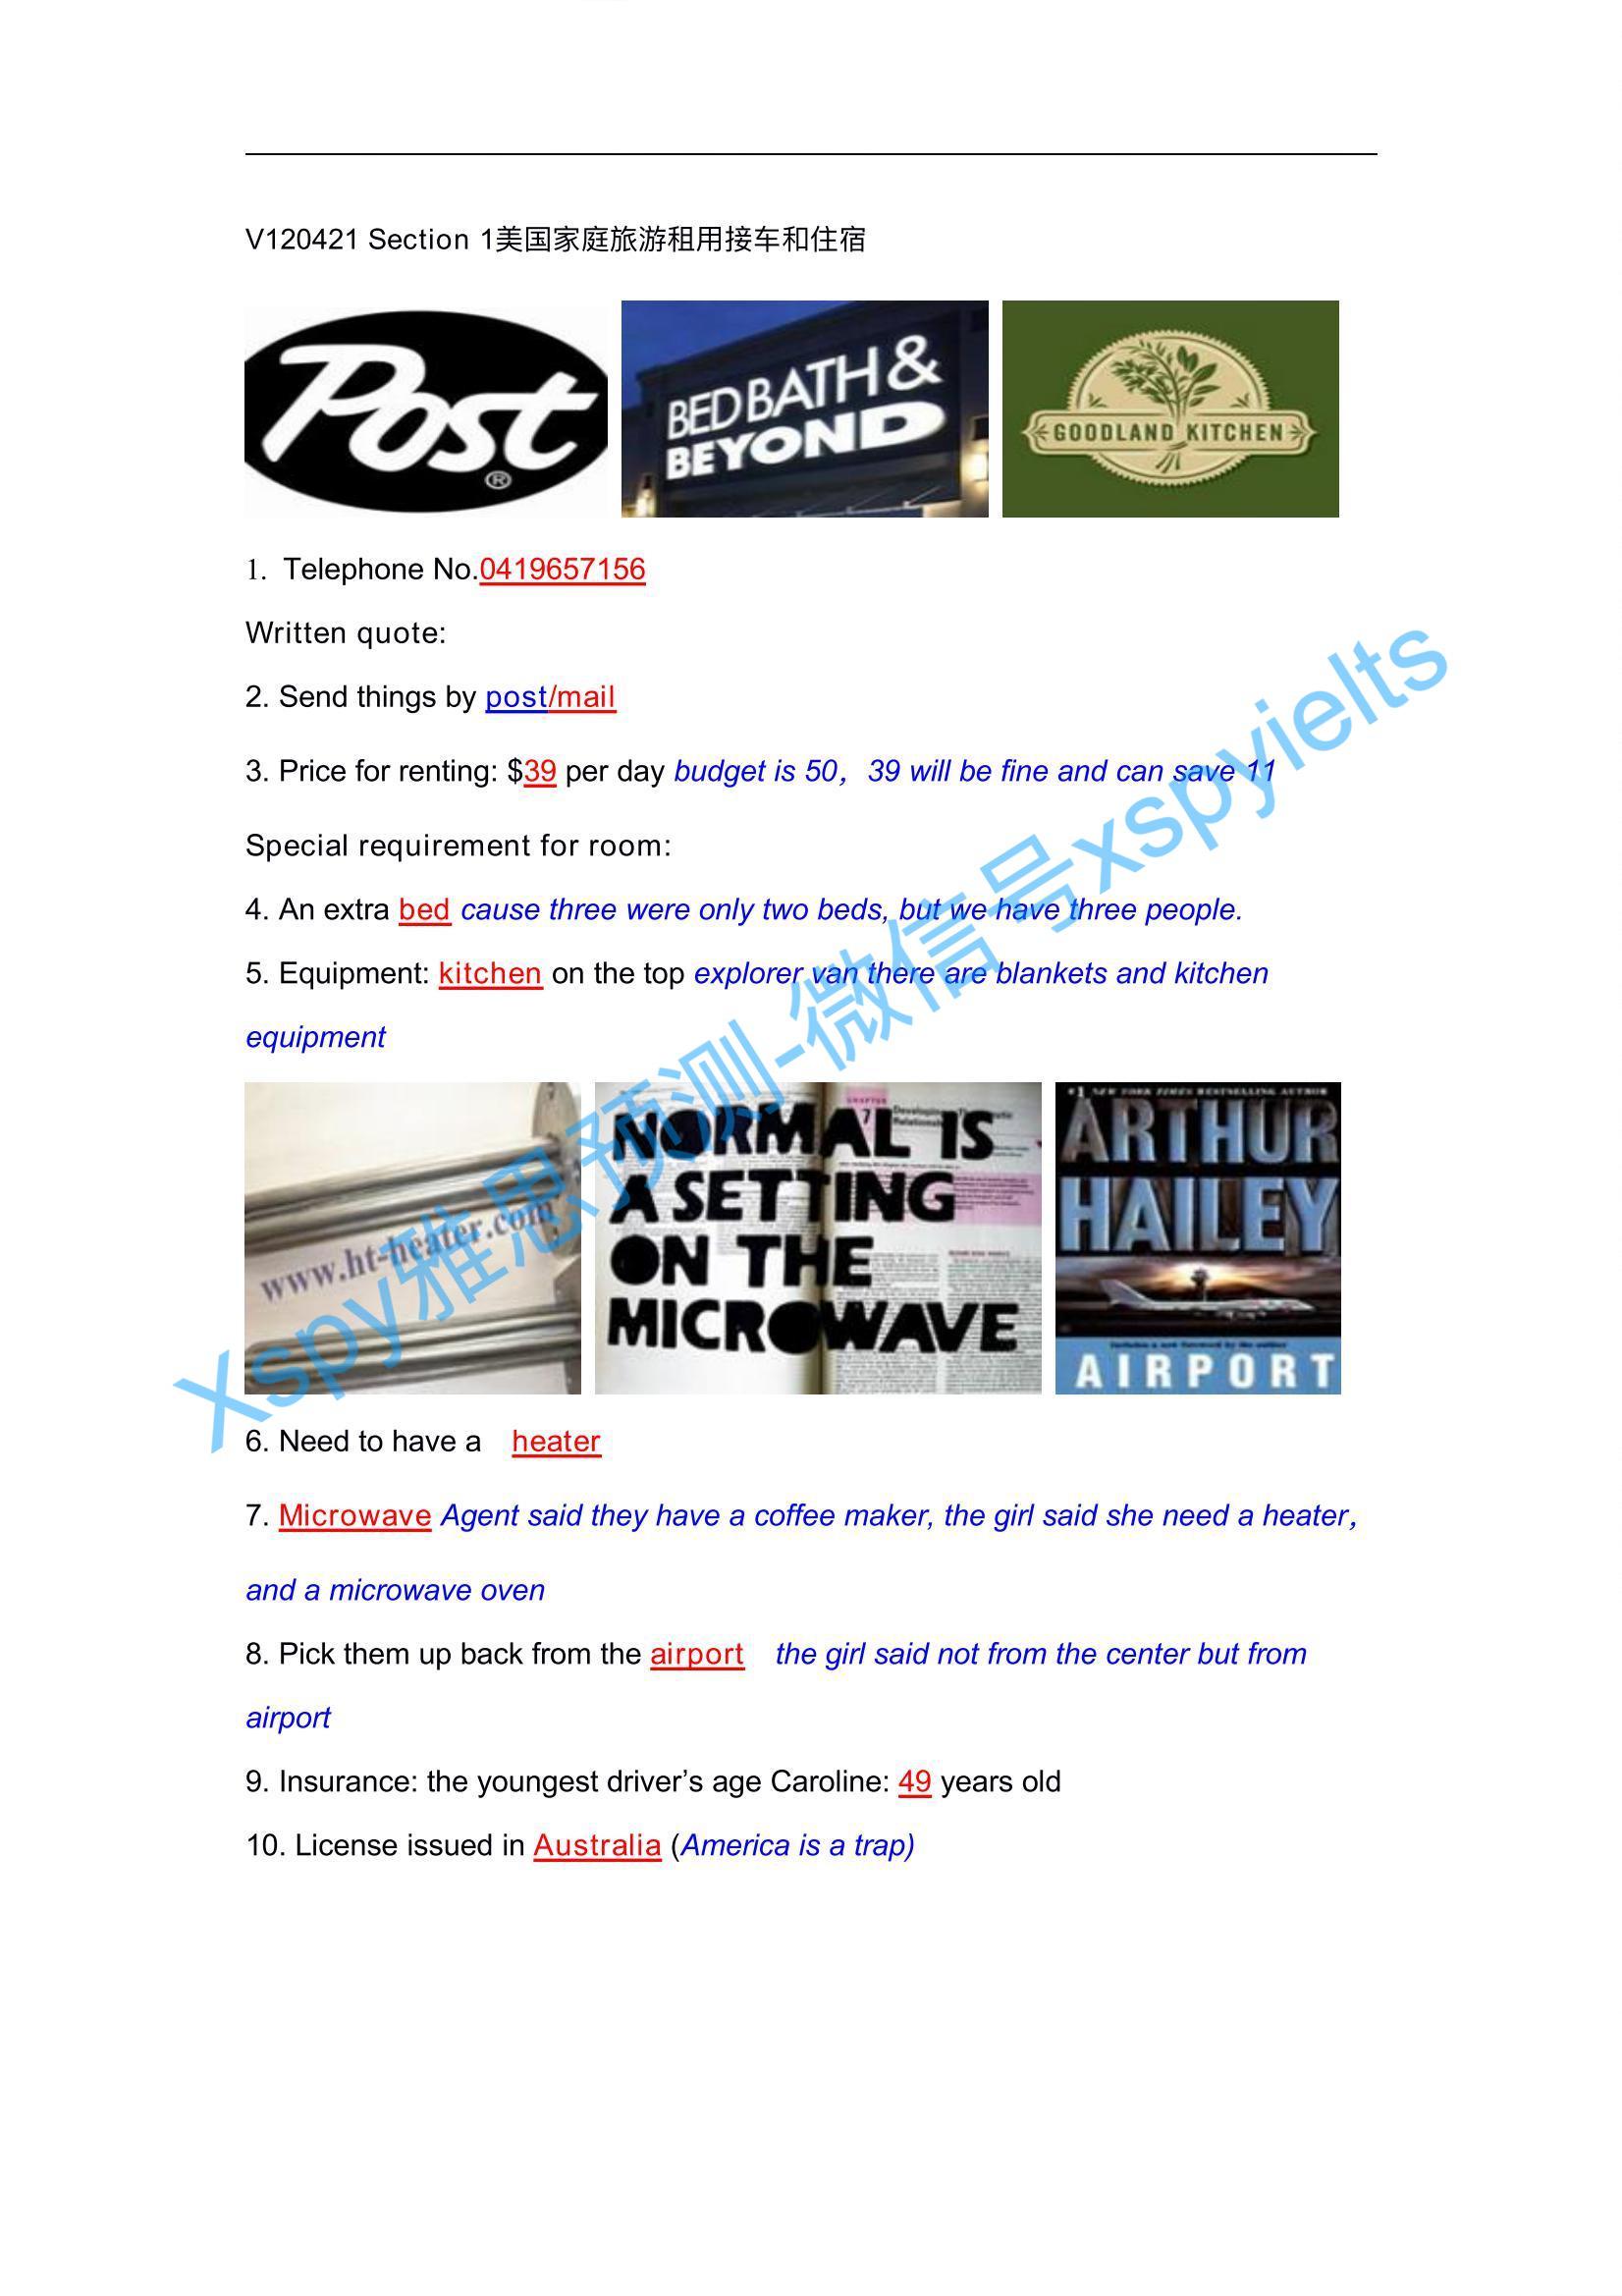 V120421 Section 1美国家庭旅游租用接车和住宿
Post ®
BED BATH &
BEYOND
GOODLAND KITCHEN
1. Telephone No.0419657156
Written quote:
2. Send things by post/mail
3. Price for renting: $39 per day budget is 50，39 will be fine and can save 11
Special requirement for room:
4. An extra bed cause three were only two beds, but we have three people.
5. Equipment: kitchen on the top explorer van there are blankets and kitchen
equipment
www.ht-heater.com
NORMAL IS
A SETTING
ON THE
MICROWAVE
CHAPTER
7
#1 NEW YORK TIMES BESTSELLING AUTHOR
ARTHUR
HAILEY
AIRPORT
6. Need to have a heater
7. Microwave Agent said they have a coffee maker, the girl said she need a heater，
and a microwave oven
8. Pick them up back from the airport the girl said not from the center but from
airport
9. Insurance: the youngest driver’s age Caroline: 49 years old
10. License issued in Australia (America is a trap)
Xspy雅思预测-微信号xspyielts